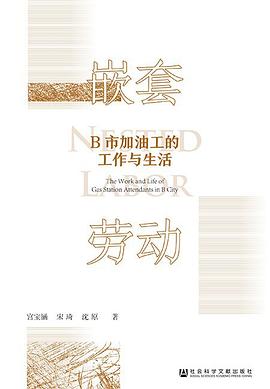 嵌套
NESTED
B市加油工的
工作与生活
The Work and Life of
Gas Station Attendants in B City
LABOR
劳动
宫宝涵 宋琦 沈原 著
社会科学文献出版社
SOCIAL SCIENCES ACADEMIC PRESS (CHINA)